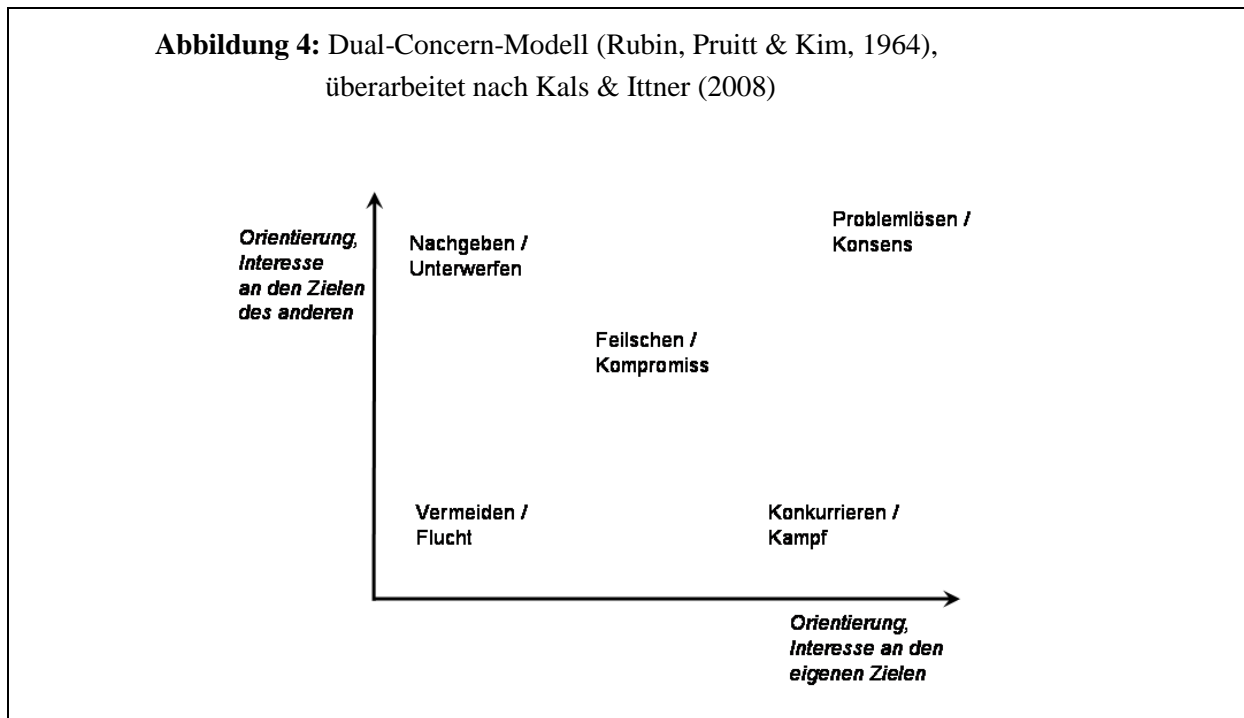 Abbildung 4: Dual-Concern-Modell (Rubin, Pruitt & Kim, 1964),
überarbeitet nach Kals & Ittner (2008)
Orientierung,
Interesse
an den Zielen
des anderen
Nachgeben /
Unterwerfen
Problemlösen /
Konsens
Feilschen /
Kompromiss
Vermeiden /
Flucht
Konkurrieren /
Kampf
Orientierung,
Interesse an den
eigenen Zielen